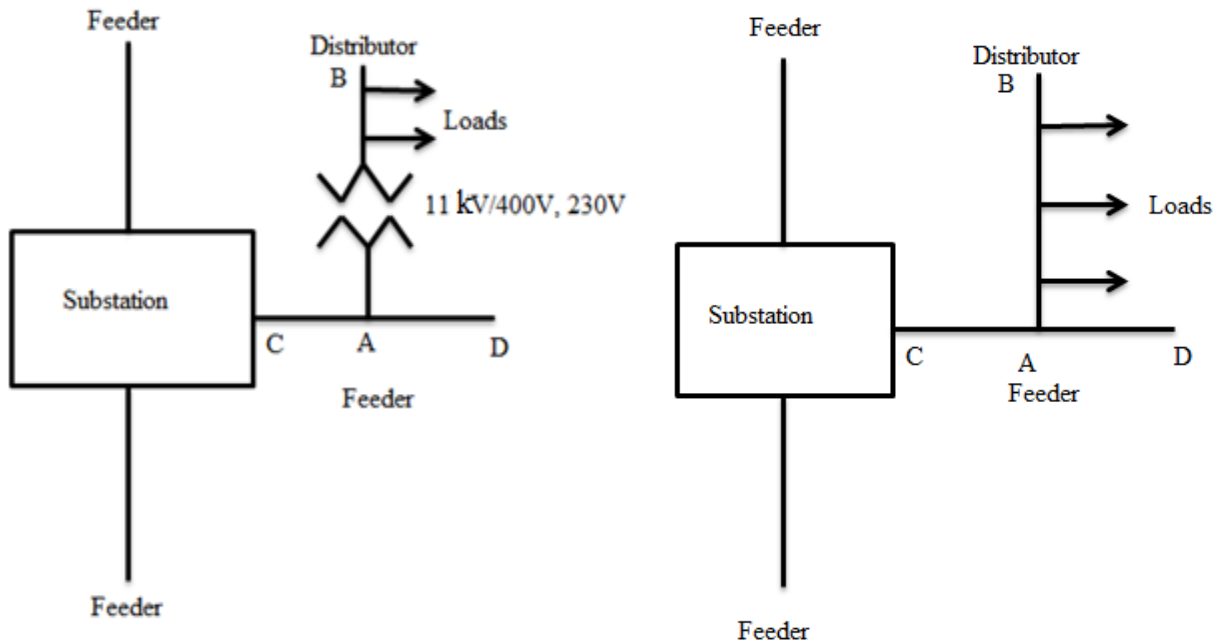 Feeder
Distributor
B
Loads
11 kV/400V, 230V
Substation
C
A
D
Feeder
Feeder
Feeder
Distributor
B
Loads
Substation
C
A
D
Feeder
Feeder